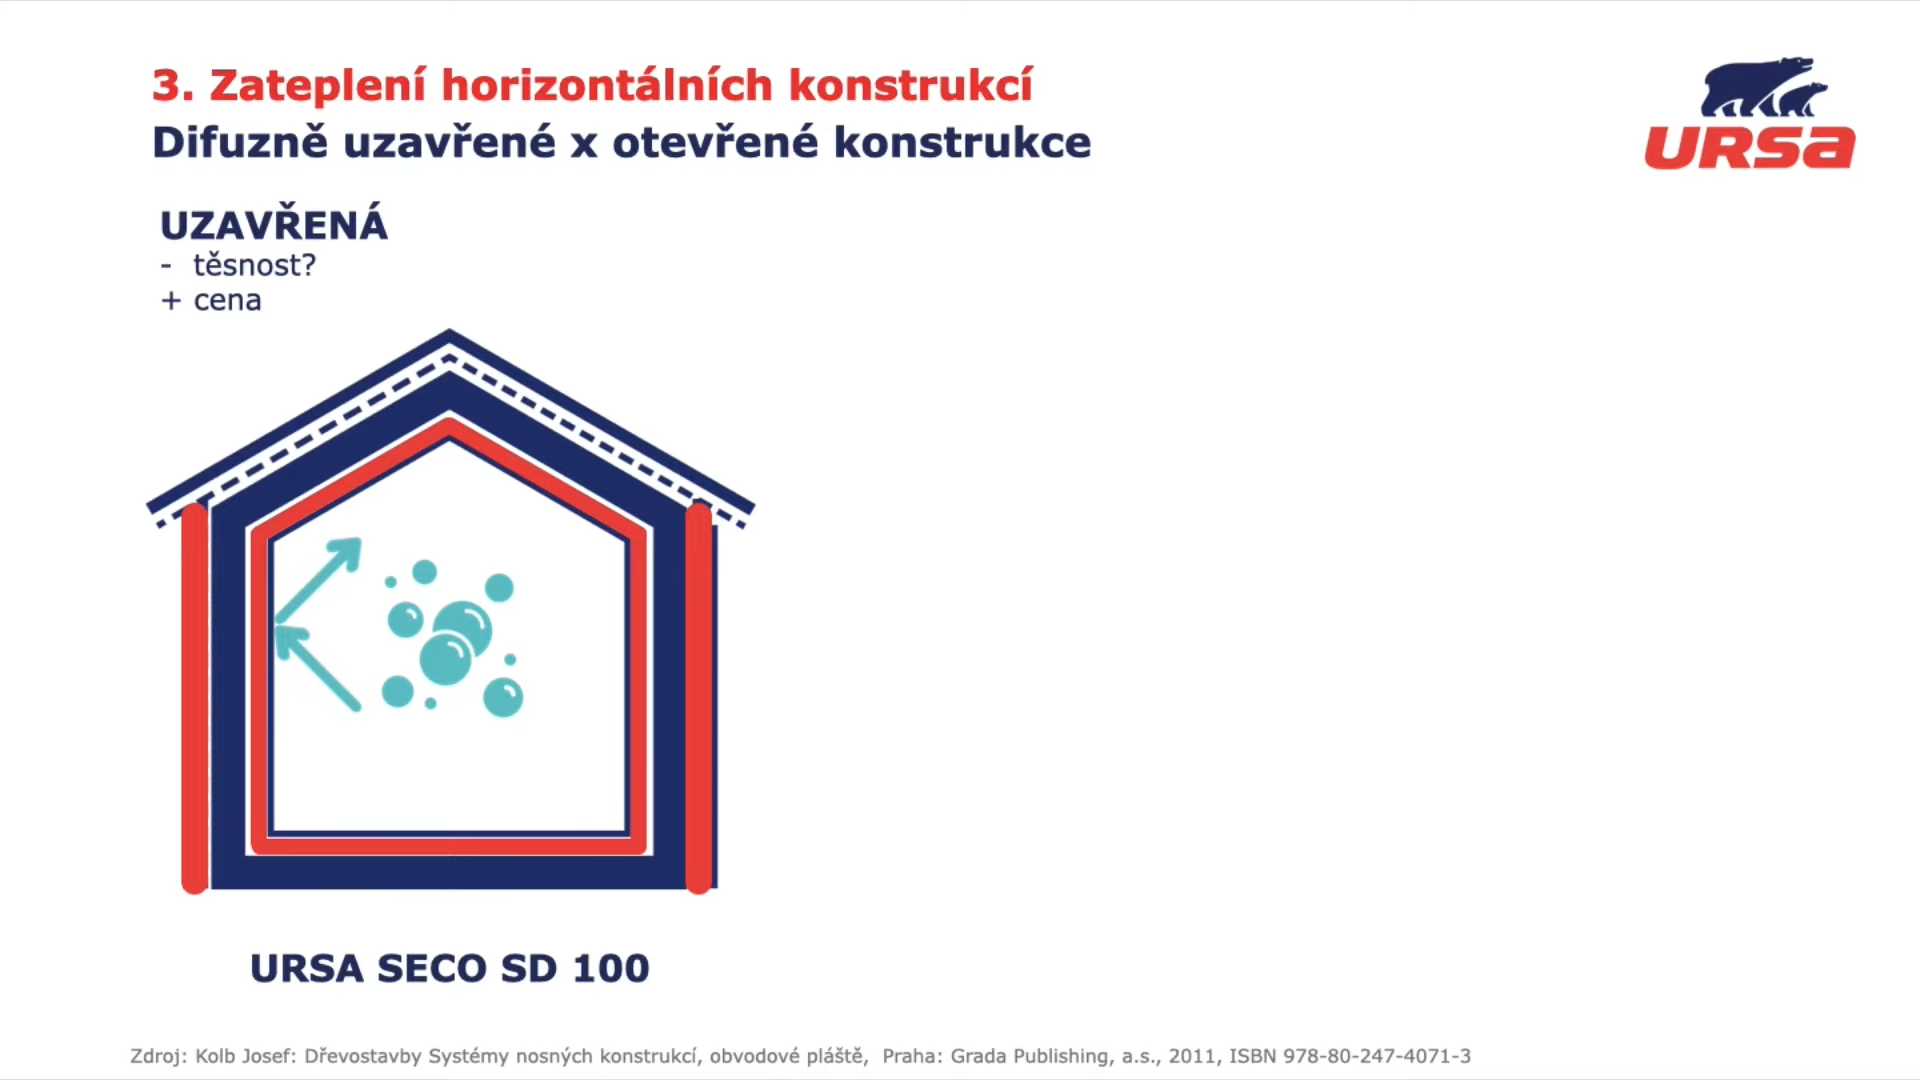 3. Zateplení horizontálních konstrukcí
Difuzně uzavřené x otevřené konstrukce
URSA
UZAVŘENÁ
- těsnost?
+ cena
URSA SECO SD 100
Zdroj: Kolb Josef: Dřevostavby Systémy nosných konstrukcí, obvodové pláště, Praha: Grada Publishing, a.s., 2011, ISBN 978-80-247-4071-3